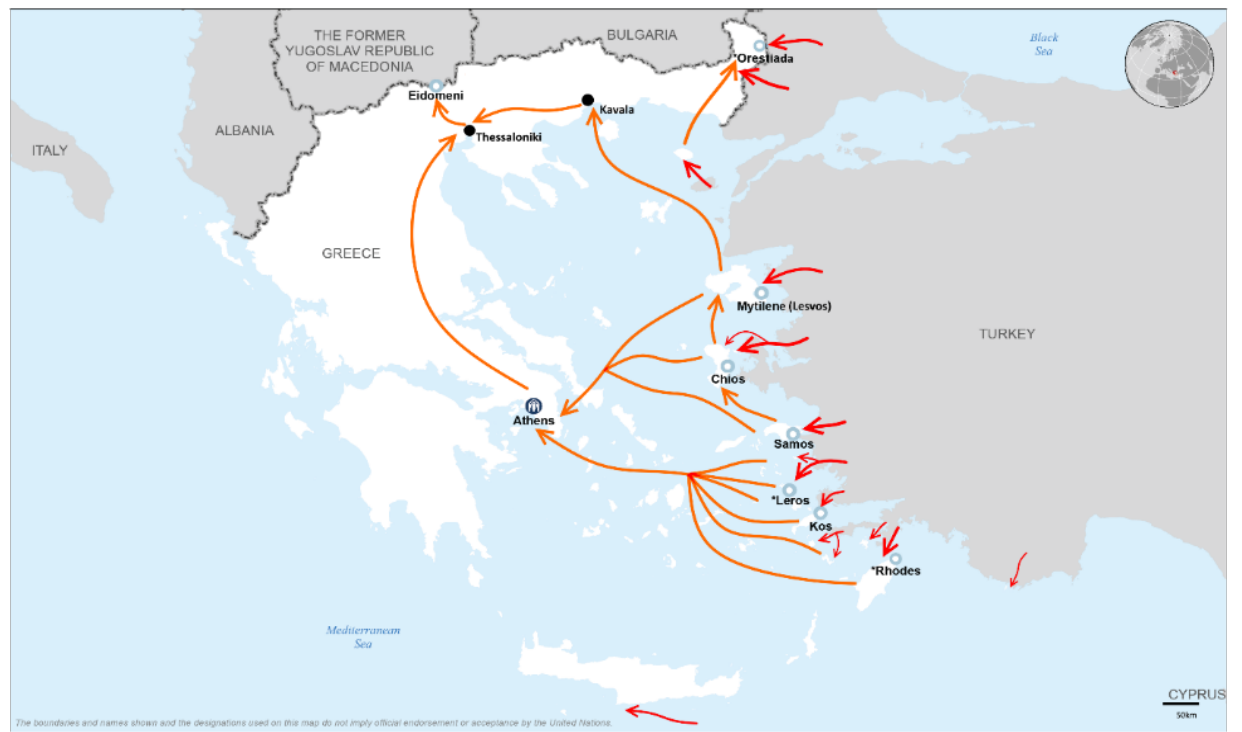 THE FORMER
YUGOSLAV REPUBLIC
OF MACEDONIA
BULGARIA
Black
Sea
*Orestiada
Eidomeni
Kavala
ALBANIA
Thessaloniki
ITALY
GREECE
Mytilene (Lesvos)
TURKEY
Chios
Athens
Samos
*Leros
Kos
*Rhodes
Mediterranean
Sea
CYPRUS
50km
The boundaries and names shown and the designations used on this map do not imply official endorsement or acceptance by the United Nations.